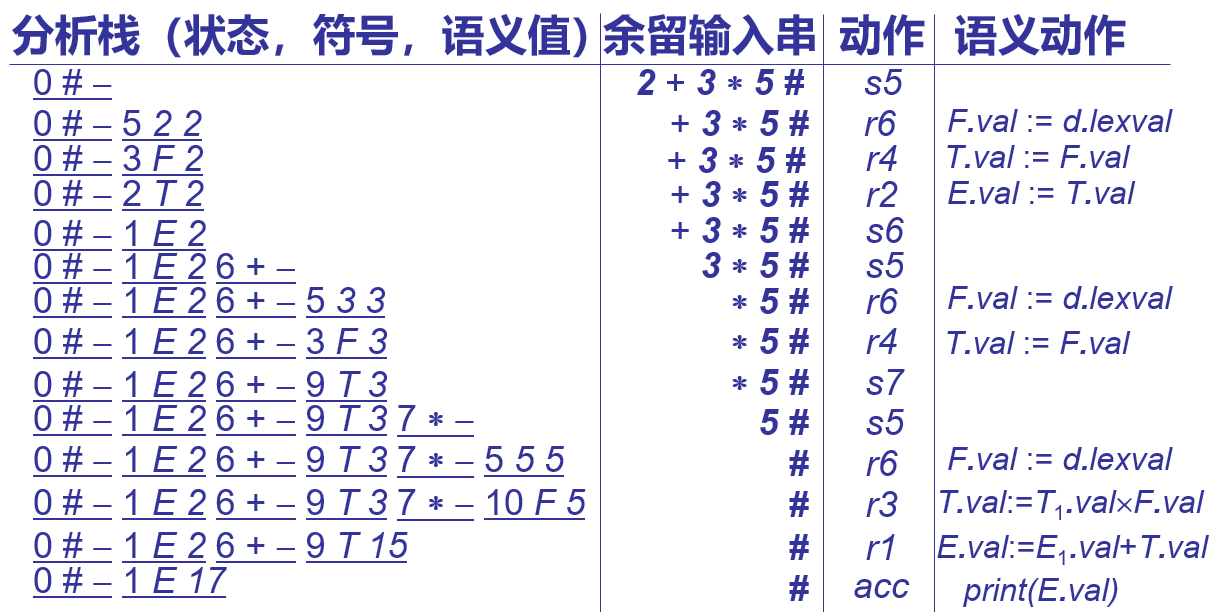 分析栈（状态，符号，语义值） 余留输入串 动作 语义动作
0 # – 2 + 3 * 5 # s5
0 # – 5 2 2 + 3 * 5 # r6 F.val := d.lexval
0 # – 3 F 2 + 3 * 5 # r4 T.val := F.val
0 # – 2 T 2 + 3 * 5 # r2 E.val := T.val
0 # – 1 E 2 + 3 * 5 # s6
0 # – 1 E 2 6 + – 3 * 5 # s5
0 # – 1 E 2 6 + – 5 3 3 * 5 # r6 F.val := d.lexval
0 # – 1 E 2 6 + – 3 F 3 * 5 # r4 T.val := F.val
0 # – 1 E 2 6 + – 9 T 3 * 5 # s7
0 # – 1 E 2 6 + – 9 T 3 7 * – 5 # s5
0 # – 1 E 2 6 + – 9 T 3 7 * – 5 5 5 # r6 F.val := d.lexval
0 # – 1 E 2 6 + – 9 T 3 7 * – 10 F 5 # r3 T.val:=T₁.val×F.val
0 # – 1 E 2 6 + – 9 T 15 # r1 E.val:=E₁.val+T.val
0 # – 1 E 17 # acc print(E.val)